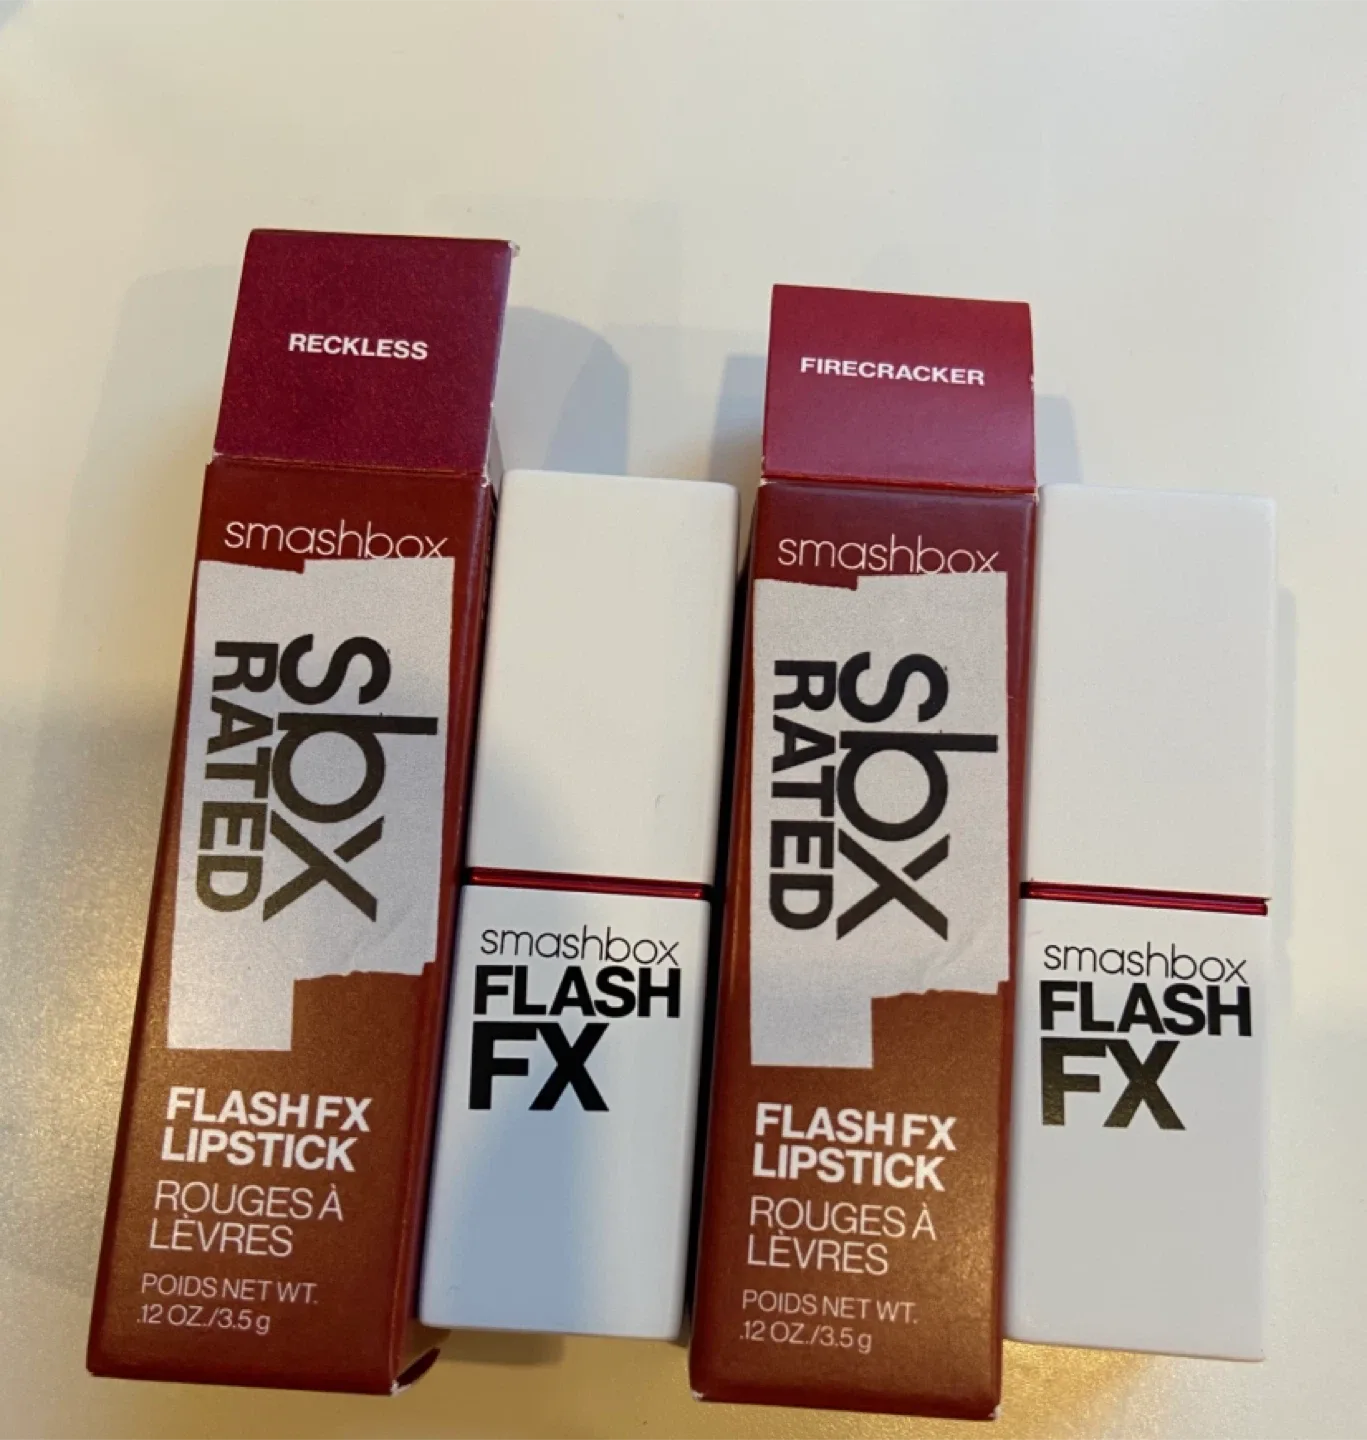 RECKLESS
smashbox
sbx
RATED
FLASH FX
LIPSTICK
ROUGES À
LÈVRES
POIDS NET WT.
.12 OZ./3.5 g
smashbox
FLASH
FX
FIRECRACKER
smashbox
sbx
RATED
FLASH FX
LIPSTICK
ROUGES À
LÈVRES
POIDS NET WT.
.12 OZ./3.5 g
smashbox
FLASH
FX